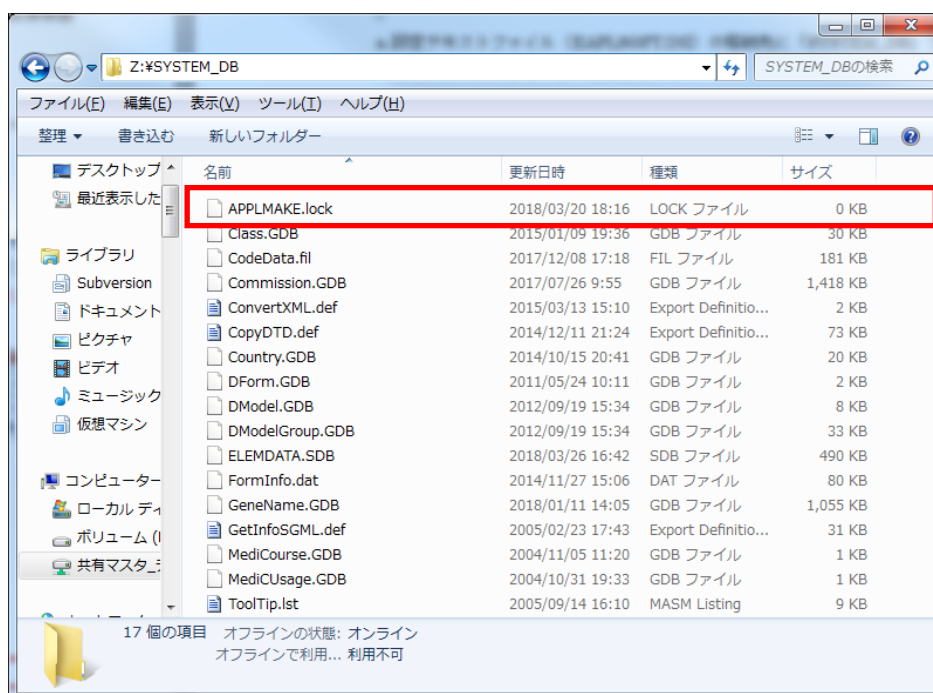 Z:¥SYSTEM_DB
SYSTEM_DBの検索
ファイル(F) 編集(E) 表示(V) ツール(T) ヘルプ(H)
整理 書き込む 新しいフォルダー
名前 更新日時 種類 サイズ
デスクトップ
最近表示した
ライブラリ
Subversion
ドキュメント
ピクチャ
ビデオ
ミュージック
仮想マシン
コンピューター
ローカル ディ
ボリューム (
共有マスタ_
APPLMAKE.lock 2018/03/20 18:16 LOCK ファイル 0 KB
Class.GDB 2015/01/09 19:36 GDB ファイル 30 KB
CodeData.fil 2017/12/08 17:18 FIL ファイル 181 KB
Commission.GDB 2017/07/26 9:55 GDB ファイル 1,418 KB
ConvertXML.def 2015/03/13 15:10 Export Definitio... 2 KB
CopyDTD.def 2014/12/11 21:24 Export Definitio... 73 KB
Country.GDB 2014/10/15 20:41 GDB ファイル 20 KB
DForm.GDB 2011/05/24 10:11 GDB ファイル 2 KB
DModel.GDB 2012/09/19 15:34 GDB ファイル 8 KB
DModelGroup.GDB 2012/09/19 15:34 GDB ファイル 33 KB
ELEMDATA.SDB 2018/03/26 16:42 SDB ファイル 490 KB
FormInfo.dat 2014/11/27 15:06 DAT ファイル 80 KB
GeneName.GDB 2018/01/11 14:05 GDB ファイル 1,055 KB
GetInfoSGML.def 2005/02/23 17:43 Export Definitio... 31 KB
MediCourse.GDB 2004/11/05 11:20 GDB ファイル 1 KB
MediCUsage.GDB 2004/10/31 19:33 GDB ファイル 1 KB
ToolTip.lst 2005/09/14 16:10 MASM Listing 9 KB
17 個の項目 オフラインの状態: オンライン
オフラインで利用... 利用不可